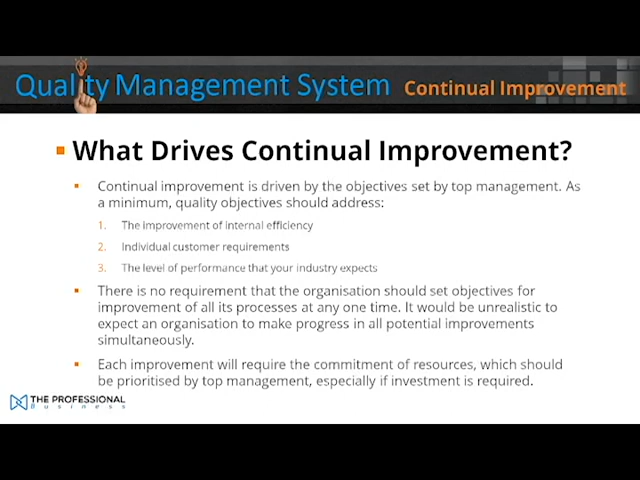 Quality Management System Continual Improvement
What Drives Continual Improvement?
Continual improvement is driven by the objectives set by top management. As
a minimum, quality objectives should address:
1. The improvement of internal efficiency
2. Individual customer requirements
3. The level of performance that your industry expects
There is no requirement that the organisation should set objectives for
improvement of all its processes at any one time. It would be unrealistic to
expect an organisation to make progress in all potential improvements
simultaneously.
Each improvement will require the commitment of resources, which should
be prioritised by top management, especially if investment is required.
THE PROFESSIONAL
Business